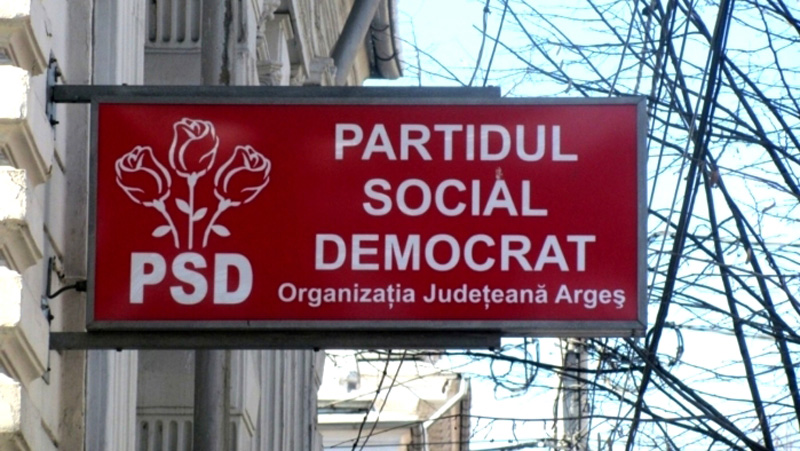 PSD
PARTIDUL
SOCIAL
DEMOCRAT
Organizația Județeană Argeș